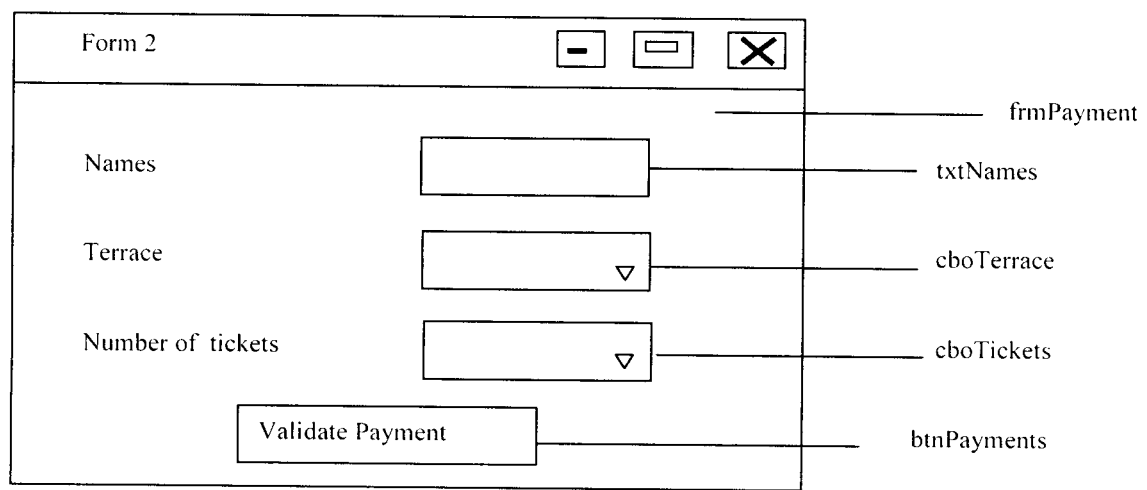 Form 2
frmPayment
Names
txtNames
Terrace
cboTerrace
Number of tickets
cboTickets
Validate Payment
btnPayments